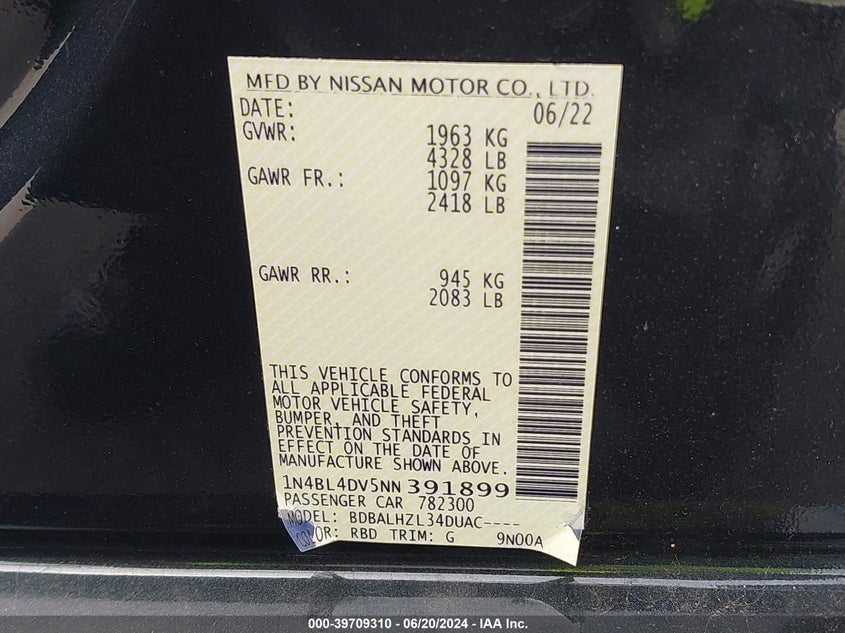 MFD BY NISSAN MOTOR CO., LTD.
DATE: 06/22
GVWR: 1963 KG
4328 LB
GAWR FR.: 1097 KG
2418 LB
GAWR RR.: 945 KG
2083 LB
THIS VEHICLE CONFORMS TO
ALL APPLICABLE FEDERAL
MOTOR VEHICLE SAFETY,
BUMPER, AND THEFT
PREVENTION STANDARDS IN
EFFECT ON THE DATE OF
MANUFACTURE SHOWN ABOVE.
1N4BL4DV5NN391899
PASSENGER CAR 782300
MODEL: BDBALHZL34DUAC----
COLOR: RBD TRIM: G 9N00A
000-39709310 - 06/20/2024 - IAA Inc.